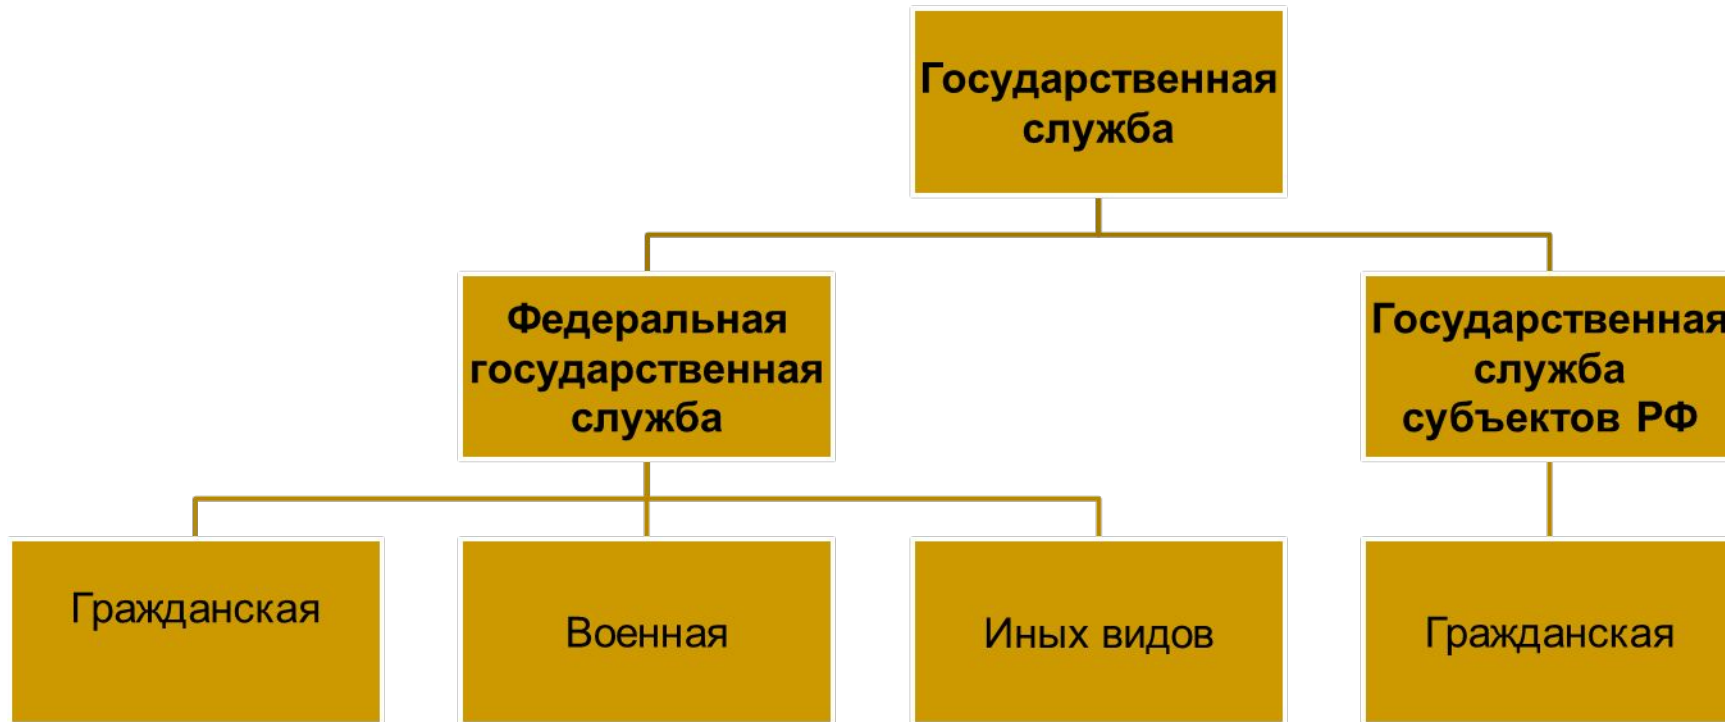 Государственная
служба
Федеральная
государственная
служба
Государственная
служба
субъектов РФ
Гражданская
Военная
Иных видов
Гражданская